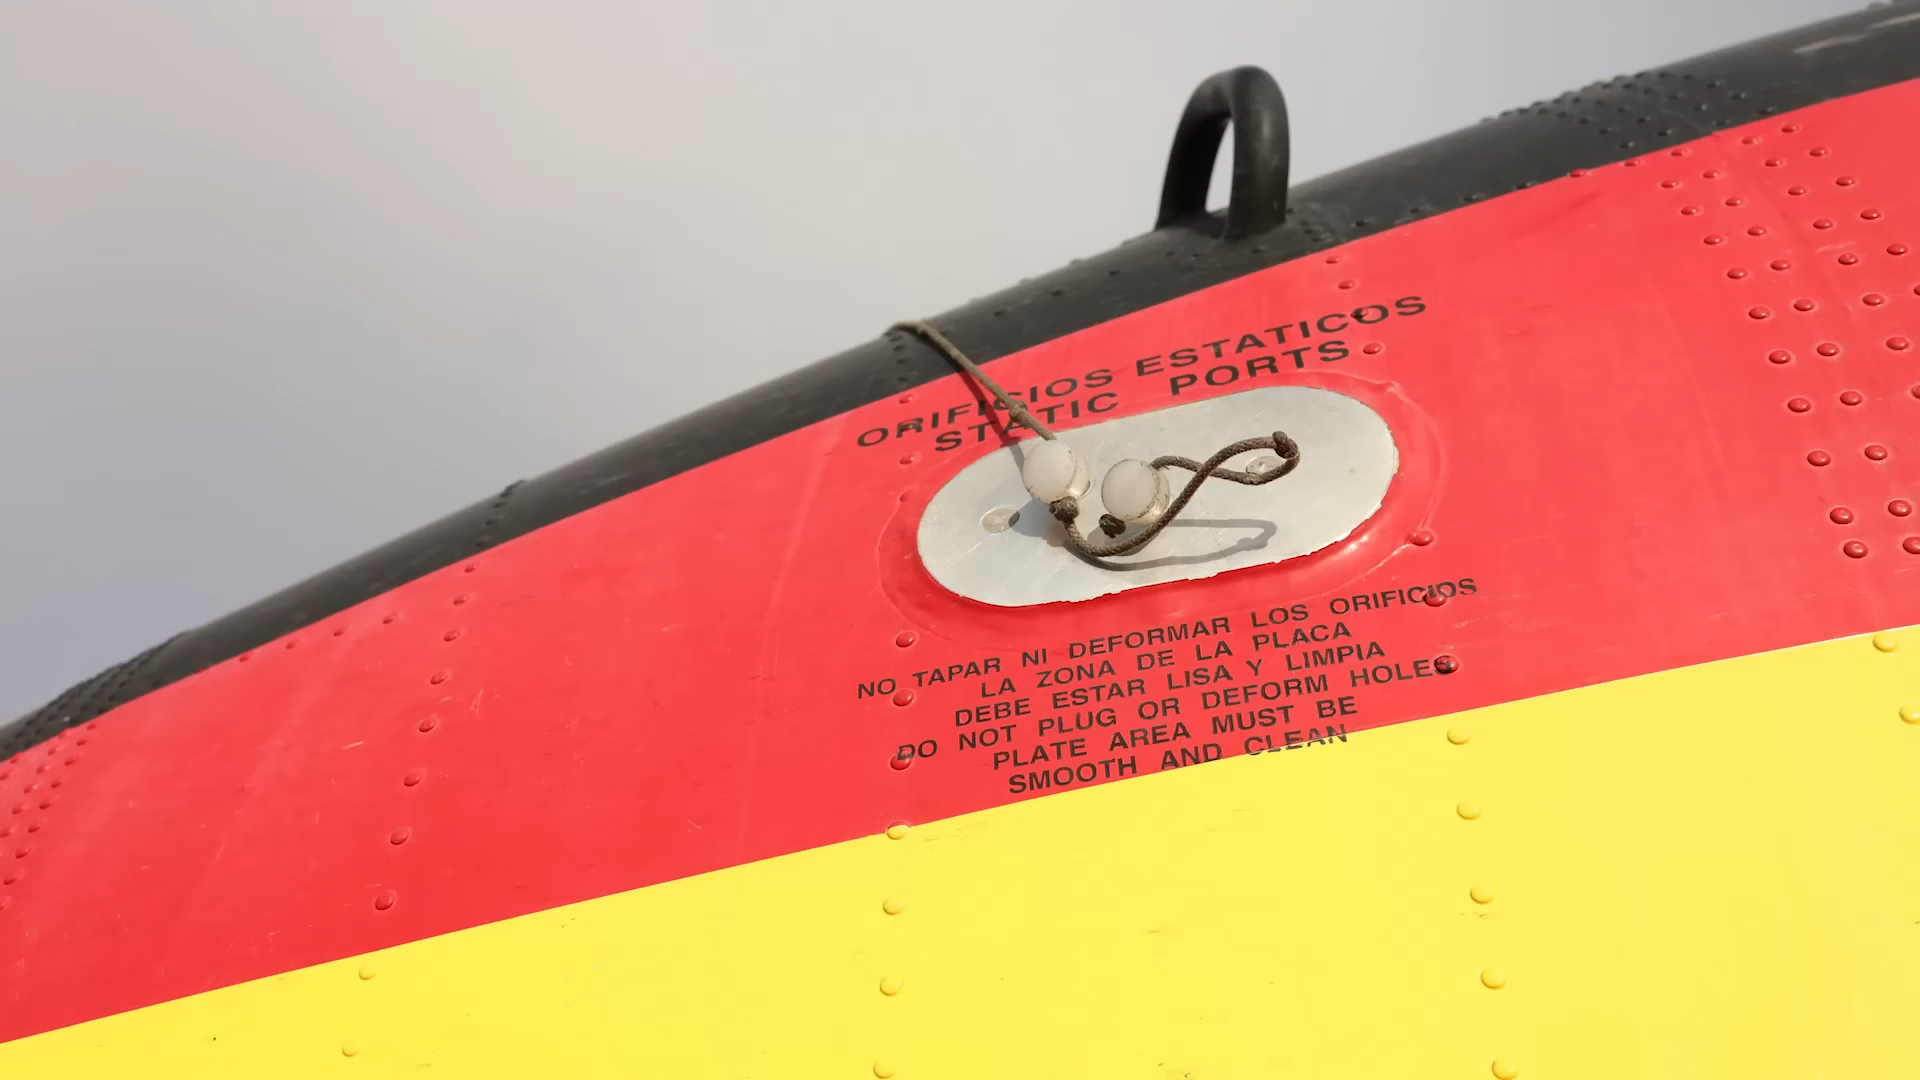 ORIFICIOS ESTATICOS
STATIC PORTS
NO TAPAR NI DEFORMAR LOS ORIFICIOS
LA ZONA DE LA PLACA
DEBE ESTAR LISA Y LIMPIA
DO NOT PLUG OR DEFORM HOLES
PLATE AREA MUST BE
SMOOTH AND CLEAN